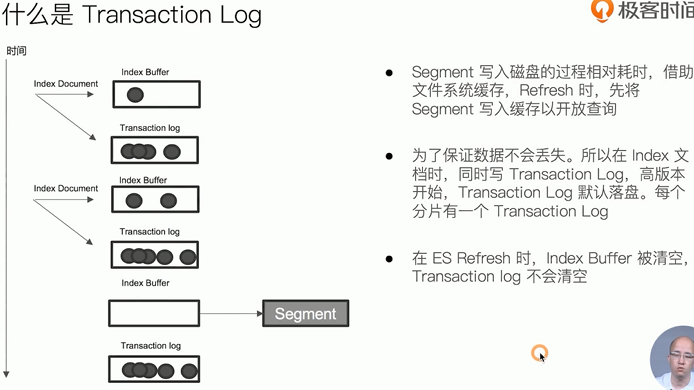 什么是 Transaction Log
极客时间
时间
Index Document
Index Buffer
Transaction log
Index Document
Index Buffer
Transaction log
Index Buffer
Segment
Transaction log
Segment 写入磁盘的过程相对耗时，借助
文件系统缓存，Refresh 时，先将
Segment 写入缓存以开放查询
为了保证数据不会丢失。所以在 Index 文
档时，同时写 Transaction Log，高版本
开始，Transaction Log 默认落盘。每个
分片有一个 Transaction Log
在 ES Refresh 时，Index Buffer 被清空，
Transaction log 不会清空